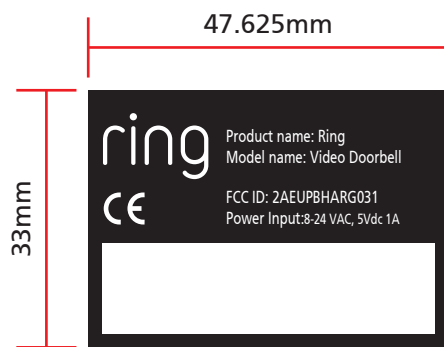 47.625mm
33mm
ring
Product name: Ring
Model name: Video Doorbell
CE
FCC ID: 2AEUPBHARG031
Power Input:8-24 VAC, 5Vdc 1A